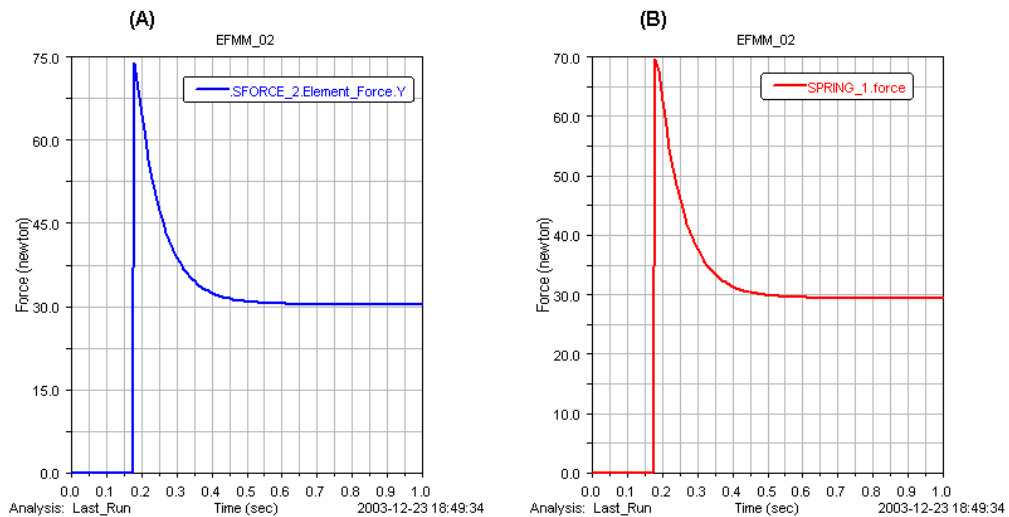 (A)
EFMM_02
75.0
60.0
45.0
30.0
15.0
0.0
Force (newton)
.SFORCE_2.Element_Force.Y
0.0 0.1 0.2 0.3 0.4 0.5 0.6 0.7 0.8 0.9 1.0
Analysis: Last_Run Time (sec) 2003-12-23 18:49:34
(B)
EFMM_02
70.0
60.0
50.0
40.0
30.0
20.0
10.0
0.0
Force (newton)
SPRING_1.force
0.0 0.1 0.2 0.3 0.4 0.5 0.6 0.7 0.8 0.9 1.0
Analysis: Last_Run Time (sec) 2003-12-23 18:49:34